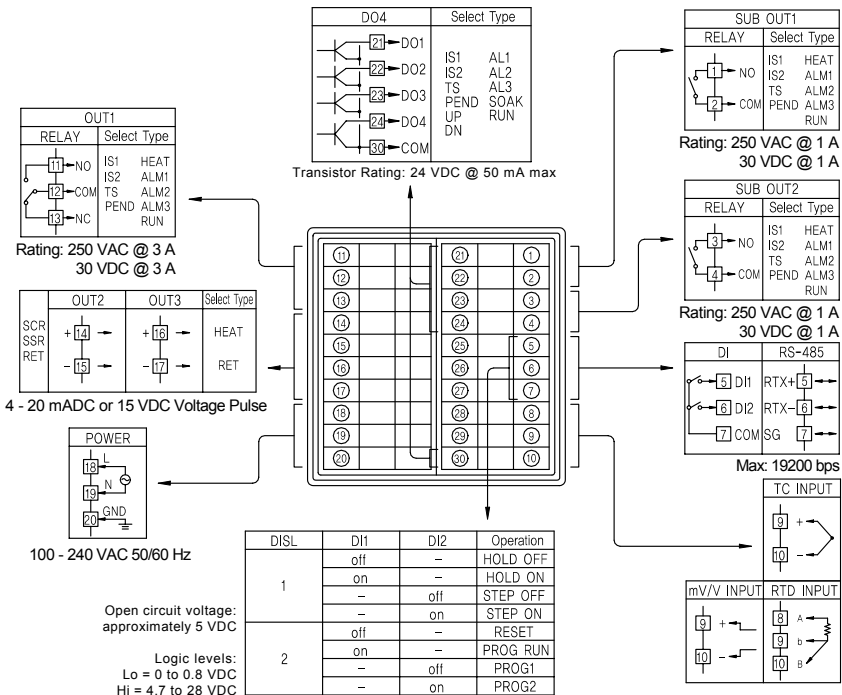 DO4 Select Type
21 DO1
22 DO2
23 DO3
24 DO4
30 COM
IS1 AL1
IS2 AL2
TS AL3
PEND SOAK
UP RUN
DN
Transistor Rating: 24 VDC @ 50 mA max
SUB OUT1
RELAY Select Type
1 NO
2 COM
IS1 HEAT
IS2 ALM1
TS ALM2
PEND ALM3
RUN
Rating: 250 VAC @ 1 A
30 VDC @ 1 A
OUT1
RELAY Select Type
11 NO
12 COM
13 NC
IS1 HEAT
IS2 ALM1
TS ALM2
PEND ALM3
RUN
Rating: 250 VAC @ 3 A
30 VDC @ 3 A
SUB OUT2
RELAY Select Type
3 NO
4 COM
IS1 HEAT
IS2 ALM1
TS ALM2
PEND ALM3
RUN
Rating: 250 VAC @ 1 A
30 VDC @ 1 A
11 21 1
12 22 2
13 23 3
14 24 4
15 25 5
16 26 6
17 27 7
18 28 8
19 29 9
20 30 10
OUT2 OUT3 Select Type
SCR
SSR
RET
+ 14 + 16 HEAT
- 15 - 17 RET
4 - 20 mADC or 15 VDC Voltage Pulse
DI RS-485
5 DI1 RTX+ 5
6 DI2 RTX- 6
7 COM SG 7
Max: 19200 bps
POWER
18 L
19 N
20 GND
100 - 240 VAC 50/60 Hz
TC INPUT
9 +
10 -
mV/V INPUT RTD INPUT
9 +
10 -
8 A
9 b
10 B
DISL DI1 DI2 Operation
1
off – HOLD OFF
on – HOLD ON
– off STEP OFF
– on STEP ON
2
off – RESET
on – PROG RUN
– off PROG1
– on PROG2
Open circuit voltage:
approximately 5 VDC
Logic levels:
Lo = 0 to 0.8 VDC
Hi = 4.7 to 28 VDC